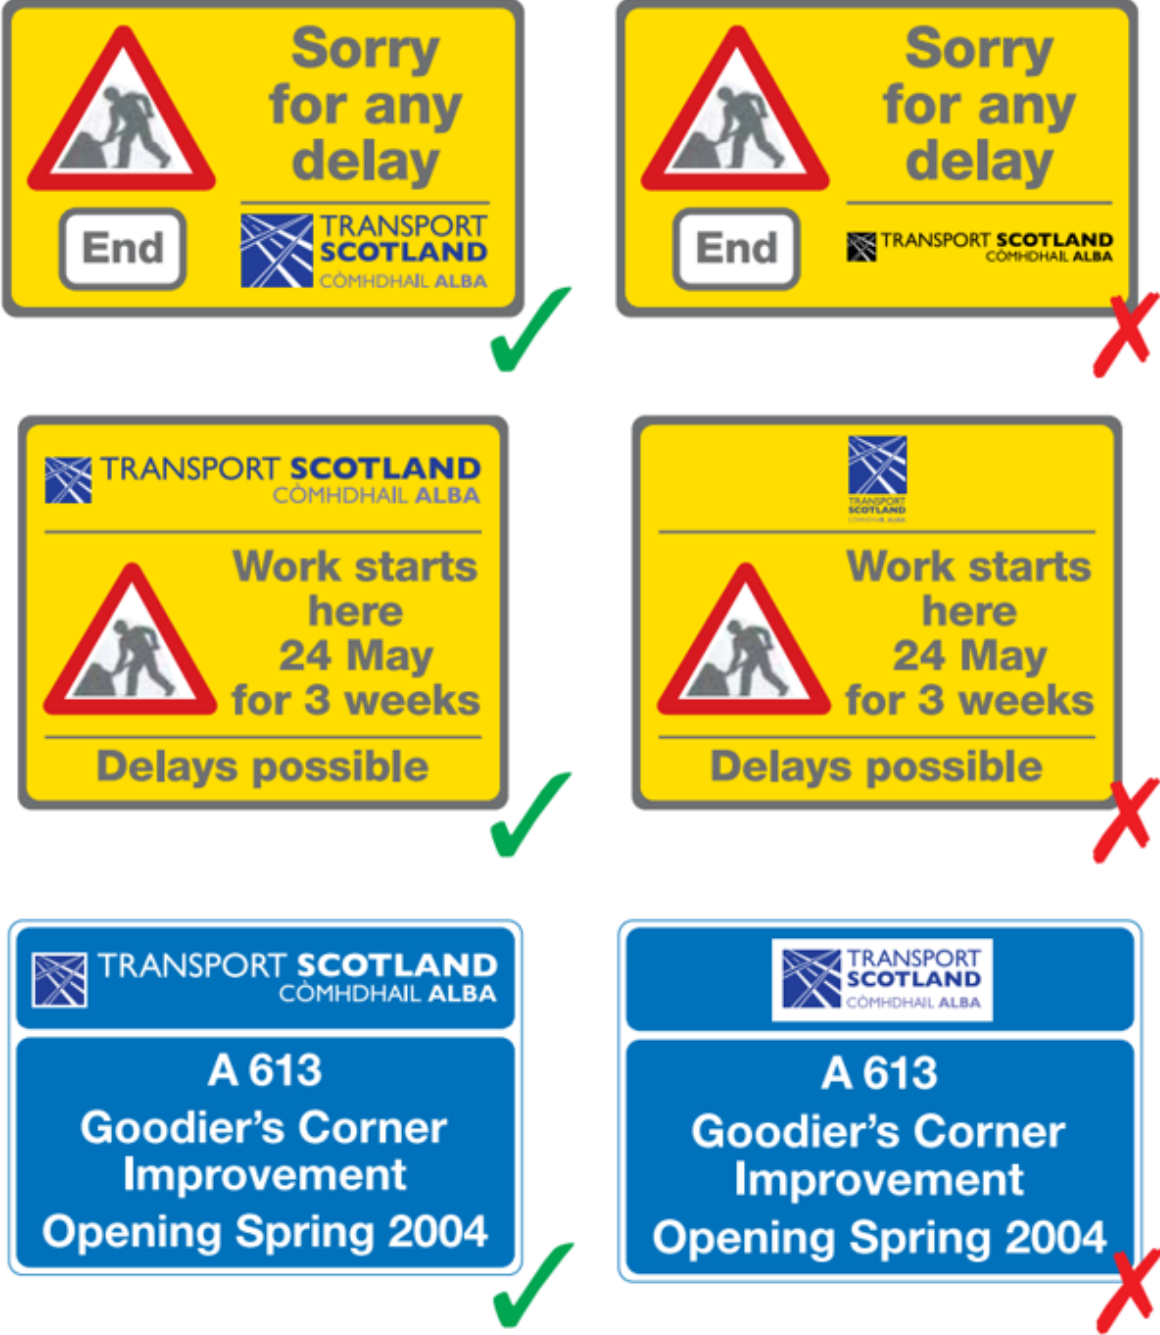 Sorry
for any
delay
End
TRANSPORT
SCOTLAND
CÒMHDHAIL ALBA
Sorry
for any
delay
End
TRANSPORT SCOTLAND
CÒMHDHAIL ALBA
TRANSPORT SCOTLAND
CÒMHDHAIL ALBA
Work starts
here
24 May
for 3 weeks
Delays possible
TRANSPORT
SCOTLAND
CÒMHDHAIL ALBA
Work starts
here
24 May
for 3 weeks
Delays possible
TRANSPORT SCOTLAND
CÒMHDHAIL ALBA
A 613
Goodier's Corner
Improvement
Opening Spring 2004
TRANSPORT
SCOTLAND
CÒMHDHAIL ALBA
A 613
Goodier's Corner
Improvement
Opening Spring 2004